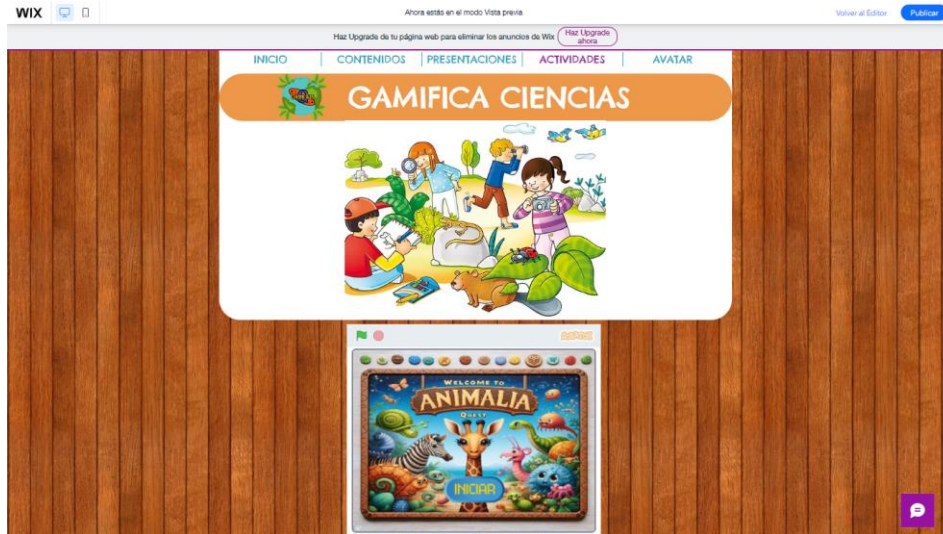 WIX
Ahora estás en el modo Vista previa
Volver al Editor
Publicar
Haz Upgrade de tu página web para eliminar los anuncios de Wix
Haz Upgrade
ahora
INICIO
CONTENIDOS
PRESENTACIONES
ACTIVIDADES
AVATAR
GAMIFICA CIENCIAS
WELCOME TO
ANIMALIA
QUEST
INICIAR